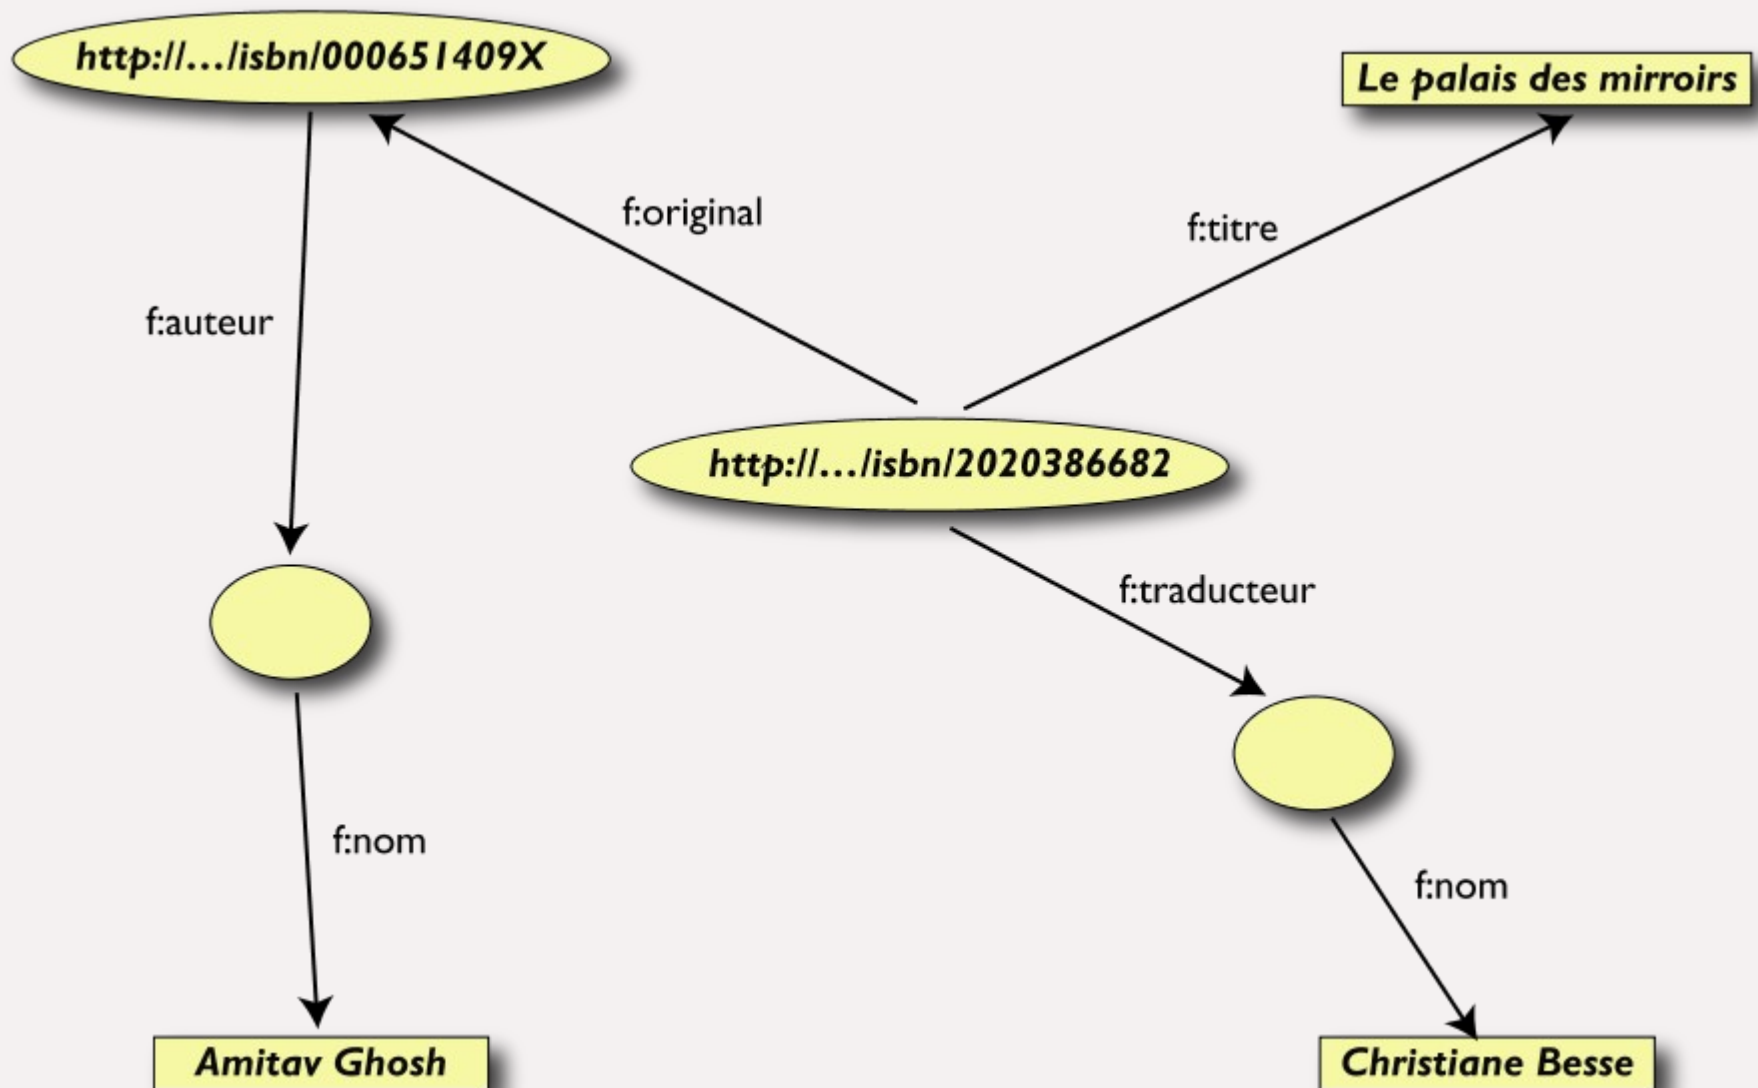 http://…/isbn/000651409X
Le palais des mirroirs
f:original
f:titre
f:auteur
http://…/isbn/2020386682
f:traducteur
f:nom
f:nom
Amitav Ghosh
Christiane Besse